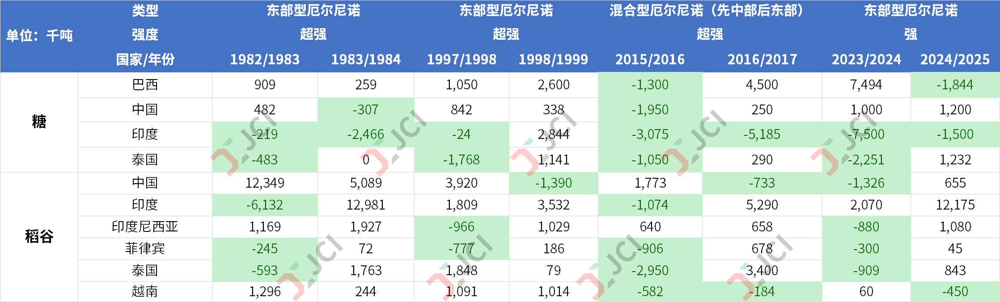 类型 东部型厄尔尼诺 东部型厄尔尼诺 混合型厄尔尼诺（先中部后东部） 东部型厄尔尼诺
单位：千吨 强度 超强 超强 超强 强
国家/年份 1982/1983 1983/1984 1997/1998 1998/1999 2015/2016 2016/2017 2023/2024 2024/2025
糖
巴西 909 259 1,050 2,600 -1,300 4,500 7,494 -1,844
中国 482 -307 842 338 -1,950 250 1,000 1,200
印度 -219 -2,466 -24 2,844 -3,075 -5,185 -7,500 -1,500
泰国 -483 0 -1,768 1,141 -1,050 290 -2,251 1,232
稻谷
中国 12,349 5,089 3,920 -1,390 1,773 -733 -1,326 655
印度 -6,132 12,981 1,809 3,532 -1,074 5,290 2,070 12,175
印度尼西亚 1,169 1,927 -966 1,029 640 658 -880 1,080
菲律宾 -245 72 -777 186 -906 678 -300 45
泰国 -593 1,763 1,848 79 -2,950 3,400 -909 843
越南 1,296 244 1,091 1,014 -582 -184 60 -450
JCI JCI JCI JCI JCI
JCI JCI JCI JCI